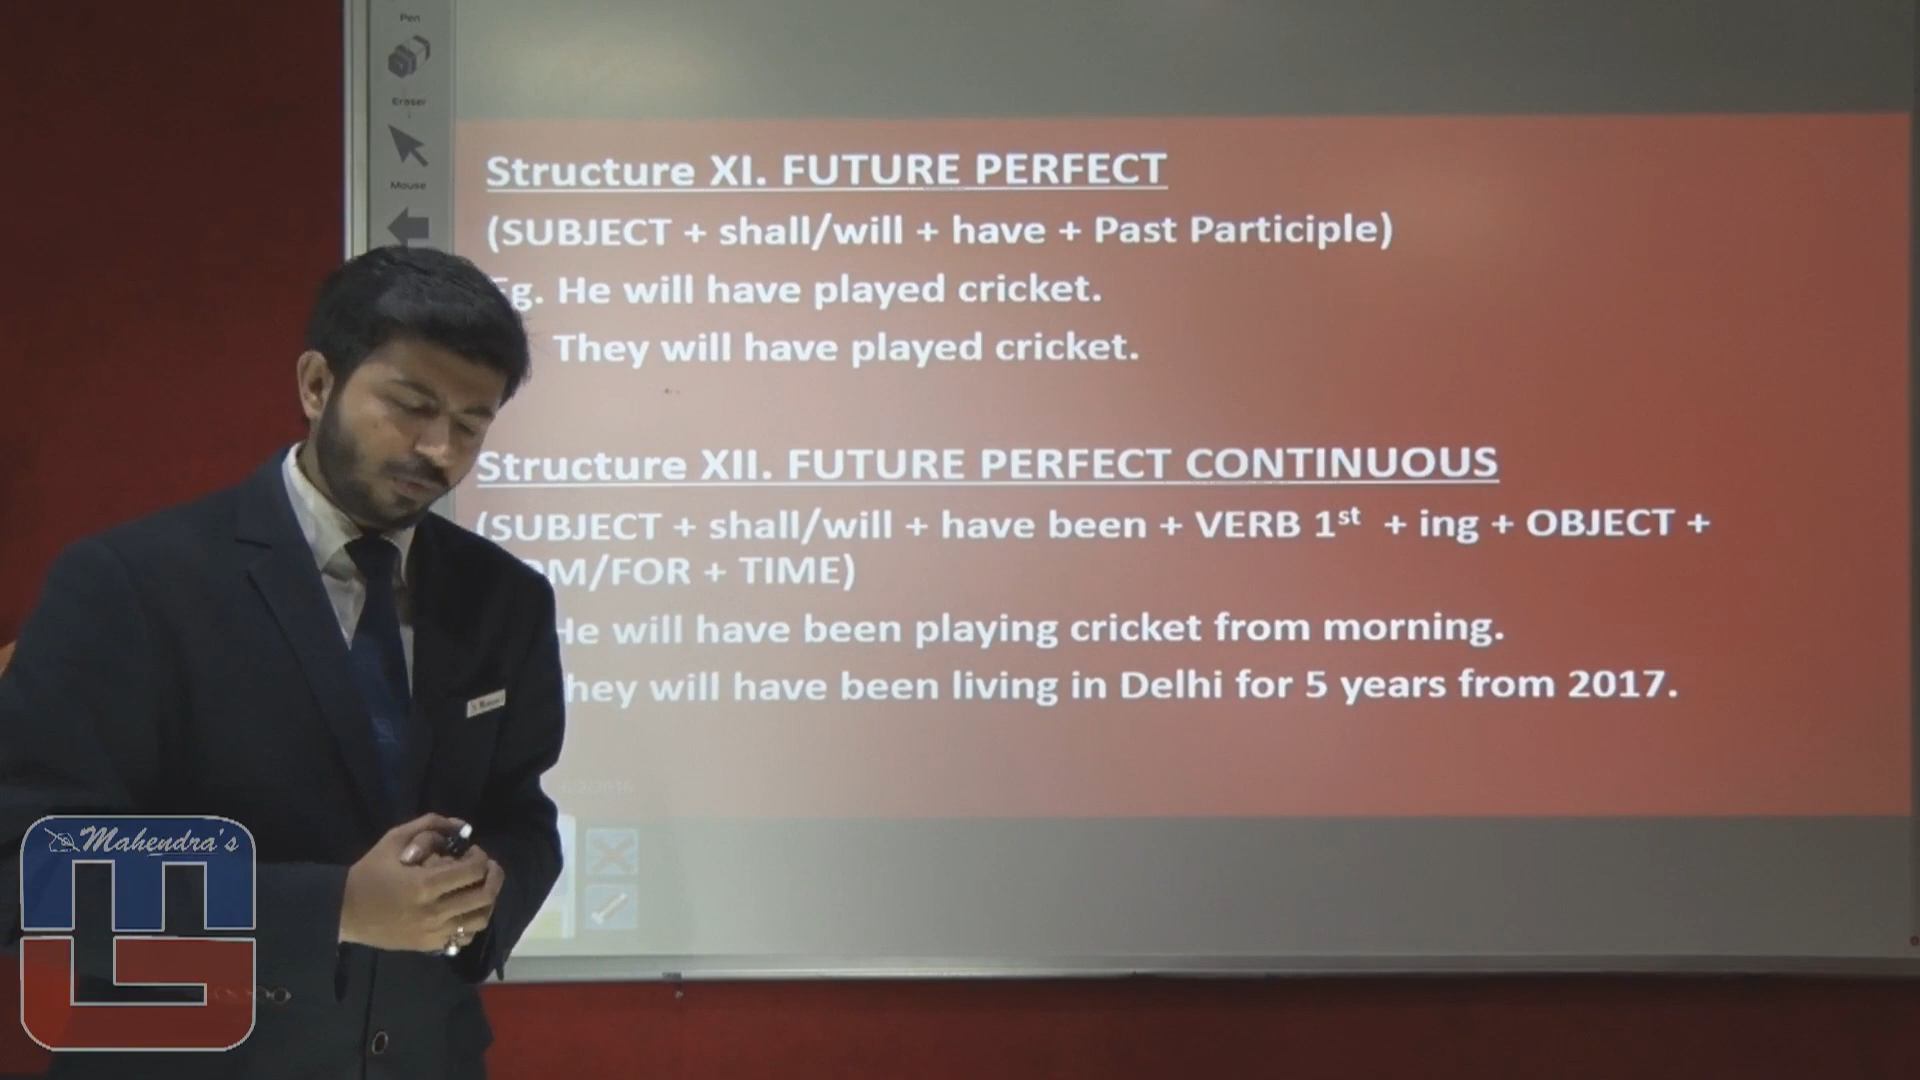 Pen
Eraser
Mouse
Structure XI. FUTURE PERFECT
(SUBJECT + shall/will + have + Past Participle)
Eg. He will have played cricket.
They will have played cricket.
Structure XII. FUTURE PERFECT CONTINUOUS
(SUBJECT + shall/will + have been + VERB 1st + ing + OBJECT +
OM/FOR + TIME)
He will have been playing cricket from morning.
hey will have been living in Delhi for 5 years from 2017.
Mahendra's